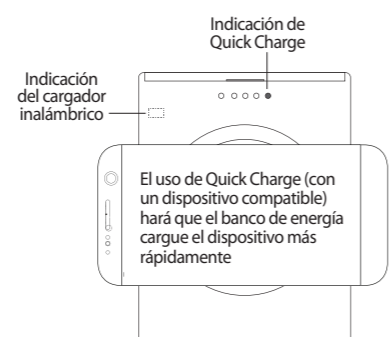 Indicación de
Quick Charge
Indicación
del cargador
inalámbrico
El uso de Quick Charge (con
un dispositivo compatible)
hará que el banco de energía
cargue el dispositivo más
rápidamente